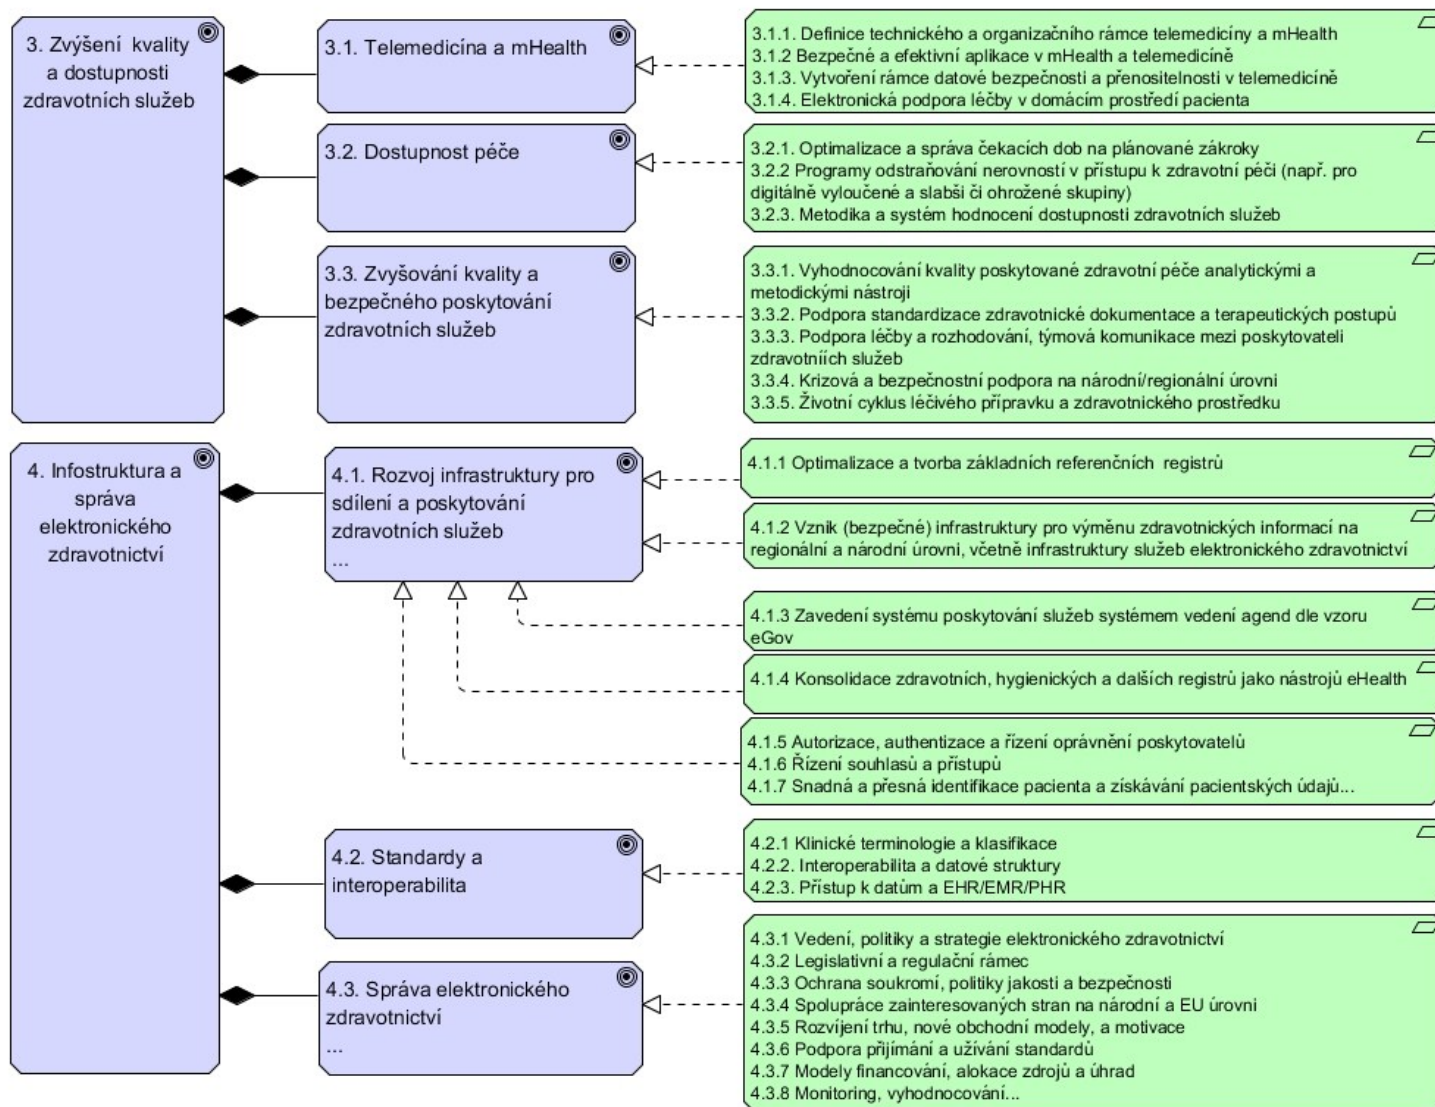 3. Zvýšení kvality
a dostupnosti
zdravotních služeb
3.1. Telemedicína a mHealth
3.1.1. Definice technického a organizačního rámce telemedicíny a mHealth
3.1.2 Bezpečné a efektivní aplikace v mHealth a telemedicíně
3.1.3. Vytvoření rámce datové bezpečnosti a přenositelnosti v telemedicíně
3.1.4. Elektronická podpora léčby v domácím prostředí pacienta
3.2. Dostupnost péče
3.2.1. Optimalizace a správa čekacích dob na plánované zákroky
3.2.2 Programy odstraňování nerovností v přístupu k zdravotní péči (např. pro
digitálně vyloučené a slabši či ohrožené skupiny)
3.2.3. Metodika a systém hodnocení dostupnosti zdravotních služeb
3.3. Zvyšování kvality a
bezpečného poskytování
zdravotních služeb
3.3.1. Vyhodnocování kvality poskytované zdravotní péče analytickými a
metodickými nástroji
3.3.2. Podpora standardizace zdravotnické dokumentace a terapeutických postupů
3.3.3. Podpora léčby a rozhodování, týmová komunikace mezi poskytovateli
zdravotniích služeb
3.3.4. Krizová a bezpečnostní podpora na národní/regionální úrovni
3.3.5. Životní cyklus léčivého přípravku a zdravotnického prostředku
4. Infostruktura a
správa
elektronického
zdravotnictví
4.1. Rozvoj infrastruktury pro
sdílení a poskytování
zdravotních služeb
...
4.1.1 Optimalizace a tvorba základních referenčních registrů
4.1.2 Vznik (bezpečné) infrastruktury pro výměnu zdravotnických informací na
regionální a národní úrovni, včetně infrastruktury služeb elektronického zdravotnictví
4.1.3 Zavedení systému poskytování služeb systémem vedení agend dle vzoru
eGov
4.1.4 Konsolidace zdravotních, hygienických a dalších registrů jako nástrojů eHealth
4.1.5 Autorizace, authentizace a řízení oprávnění poskytovatelů
4.1.6 Řízení souhlasů a přístupů
4.1.7 Snadná a přesná identifikace pacienta a získávání pacientských údajů...
4.2. Standardy a
interoperabilita
4.2.1 Klinické terminologie a klasifikace
4.2.2. Interoperabilita a datové struktury
4.2.3. Přístup k datům a EHR/EMR/PHR
4.3. Správa elektronického
zdravotnictví
...
4.3.1 Vedení, politiky a strategie elektronického zdravotnictví
4.3.2 Legislativní a regulační rámec
4.3.3 Ochrana soukromí, politiky jakosti a bezpečnosti
4.3.4 Spolupráce zainteresovaných stran na národní a EU úrovni
4.3.5 Rozvíjení trhu, nové obchodní modely, a motivace
4.3.6 Podpora přijímání a užívání standardů
4.3.7 Modely financování, alokace zdrojů a úhrad
4.3.8 Monitoring, vyhodnocování...